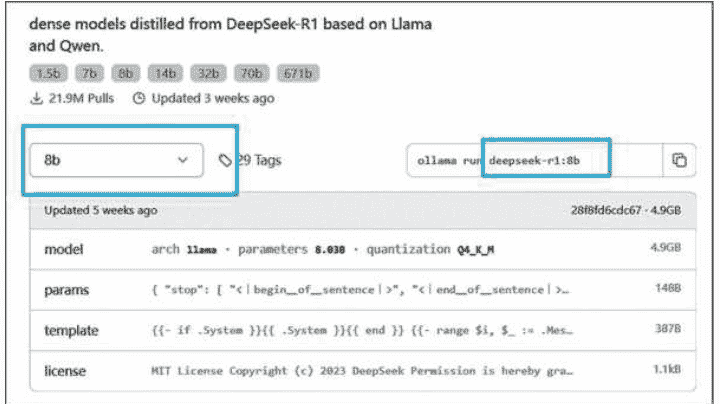 dense models distilled from DeepSeek-R1 based on Llama
and Qwen.
1.5b 7b 8b 14b 32b 70b 671b
21.9M Pulls Updated 3 weeks ago
8b 29 Tags ollama run deepseek-r1:8b
Updated 5 weeks ago 28f8fd6cdc67 · 4.9GB
model arch llama · parameters 8.03B · quantization Q4_K_M 4.9GB
params { "stop": [ "<|begin__of__sentence|>", "<|end__of__sentence|>… 148B
template {{- if .System }}{{ .System }}{{ end }} {{- range $i, $_ := .Mes… 387B
license MIT License Copyright (c) 2023 DeepSeek Permission is hereby gra… 1.1kB